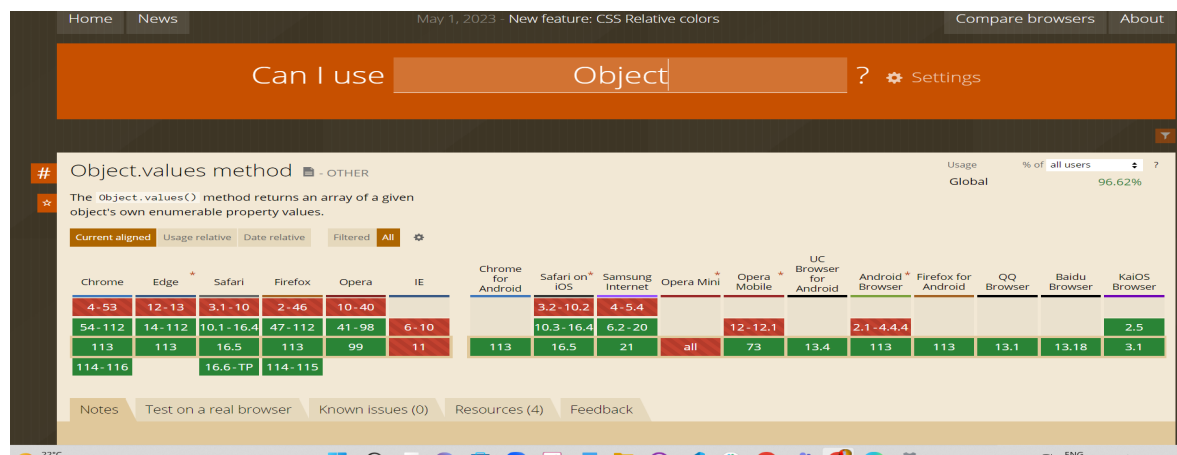 Home News May 1, 2023 - New feature: CSS Relative colors Compare browsers About
Can I use Object ? Settings
# Object.values method - OTHER Usage % of all users ?
Global 96.62%
The Object.values() method returns an array of a given
object's own enumerable property values.
Current aligned Usage relative Date relative Filtered All
Chrome Edge * Safari Firefox Opera IE Chrome for Android Safari on iOS * Samsung Internet Opera Mini * Opera Mobile * UC Browser for Android Android Browser * Firefox for Android QQ Browser Baidu Browser KaiOS Browser
4-53 12-13 3.1-10 2-46 10-40 3.2-10.2 4-5.4
54-112 14-112 10.1-16.4 47-112 41-98 6-10 10.3-16.4 6.2-20 12-12.1 2.1-4.4.4 2.5
113 113 16.5 113 99 11 113 16.5 21 all 73 13.4 113 113 13.1 13.18 3.1
114-116 16.6-TP 114-115
Notes Test on a real browser Known issues (0) Resources (4) Feedback
ENG